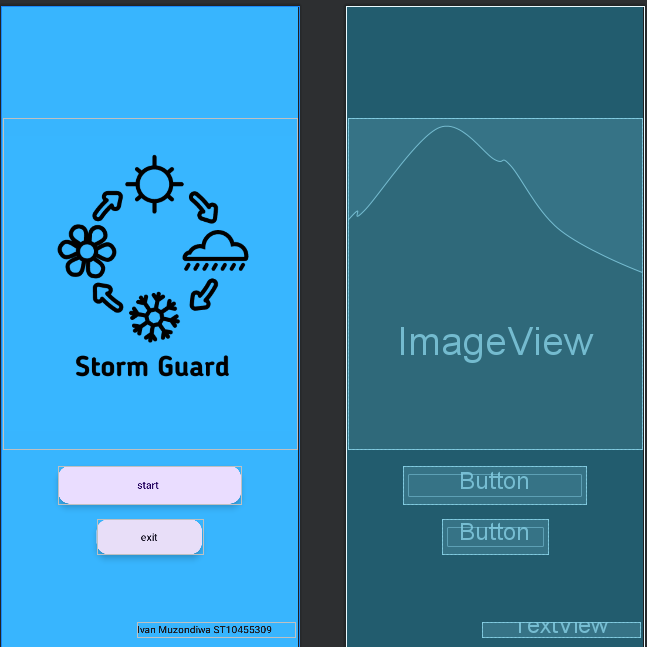 Storm Guard
start
exit
Ivan Muzondiwa ST10455309
ImageView
Button
Button
TextView